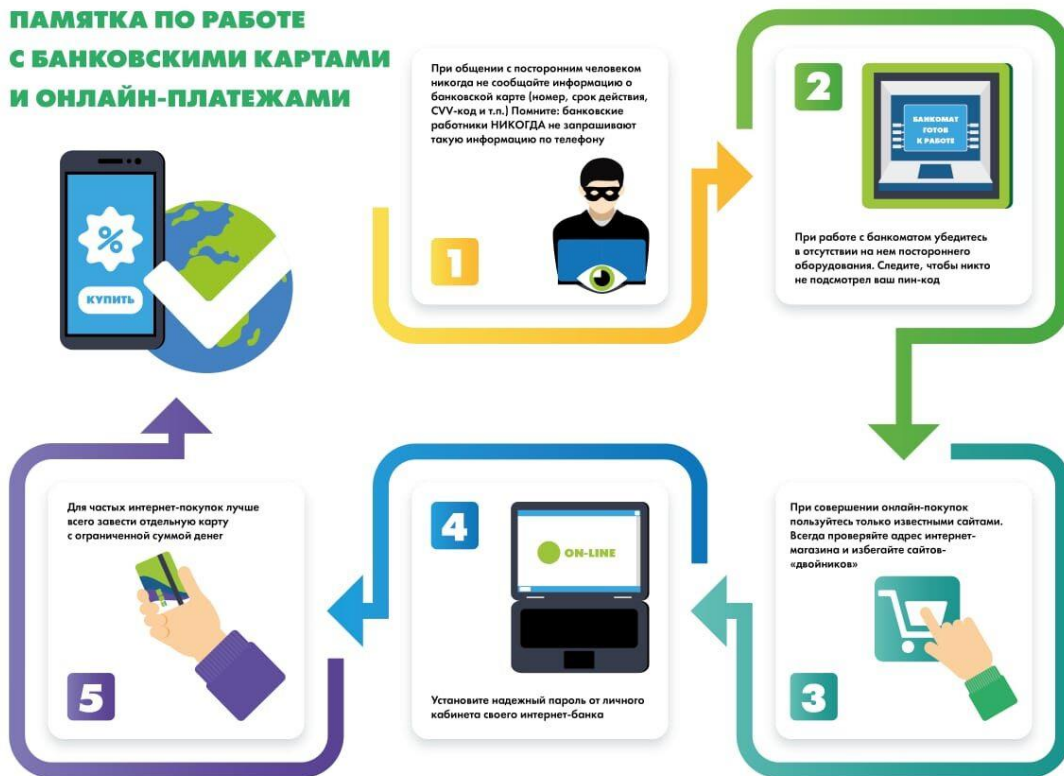 ПАМЯТКА ПО РАБОТЕ
С БАНКОВСКИМИ КАРТАМИ
И ОНЛАЙН-ПЛАТЕЖАМИ
КУПИТЬ
%
При общении с посторонним человеком
никогда не сообщайте информацию о
банковской карте (номер, срок действия,
CVV-код и т.п.) Помните: банковские
работники НИКОГДА не запрашивают
такую информацию по телефону
1
2
БАНКОМАТ
ГОТОВ
К РАБОТЕ
При работе с банкоматом убедитесь
в отсутствии на нем постороннего
оборудования. Следите, чтобы никто
не подсмотрел ваш пин-код
При совершении онлайн-покупок
пользуйтесь только известными сайтами.
Всегда проверяйте адрес интернет-
магазина и избегайте сайтов-
«двойников»
3
4
ON-LINE
Установите надежный пароль от личного
кабинета своего интернет-банка
Для частых интернет-покупок лучше
всего завести отдельную карту
с ограниченной суммой денег
5